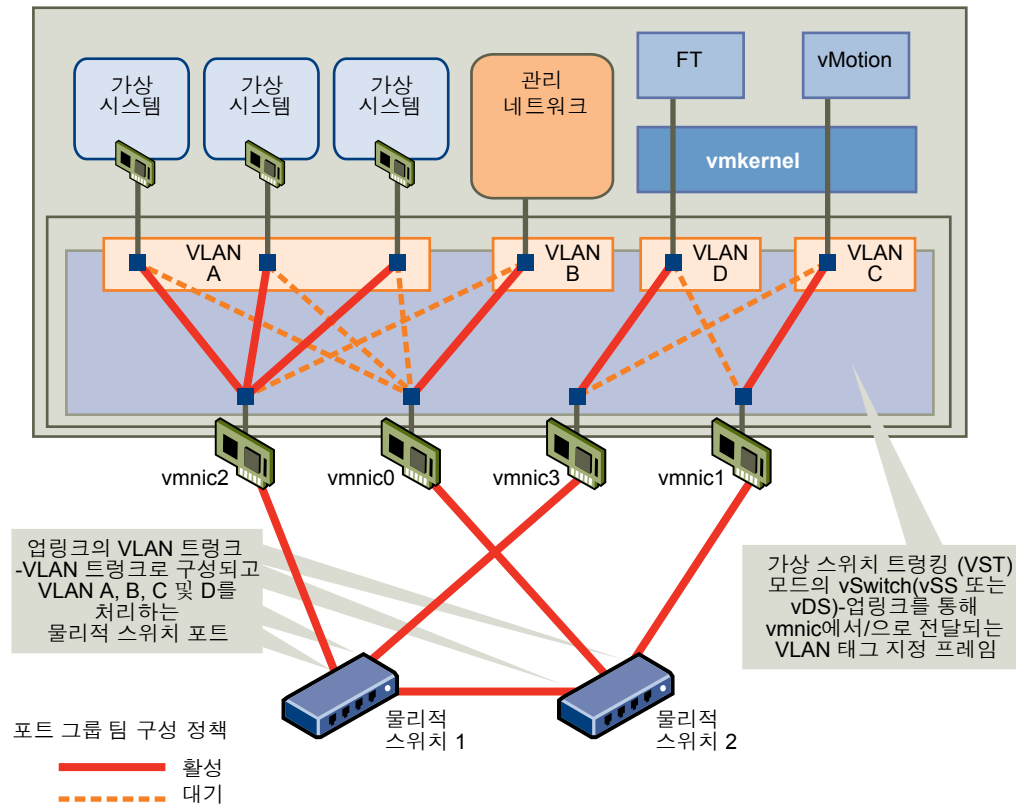 가상
시스템
가상
시스템
가상
시스템
관리
네트워크
FT
vMotion
vmkernel
VLAN
A
VLAN
B
VLAN
D
VLAN
C
vmnic2
vmnic0
vmnic3
vmnic1
업링크의 VLAN 트렁크
-VLAN 트렁크로 구성되고
VLAN A, B, C 및 D를
처리하는
물리적 스위치 포트
가상 스위치 트렁킹 (VST)
모드의 vSwitch(vSS 또는
vDS)-업링크를 통해
vmnic에서/으로 전달되는
VLAN 태그 지정 프레임
물리적
스위치 1
물리적
스위치 2
포트 그룹 팀 구성 정책
활성
대기